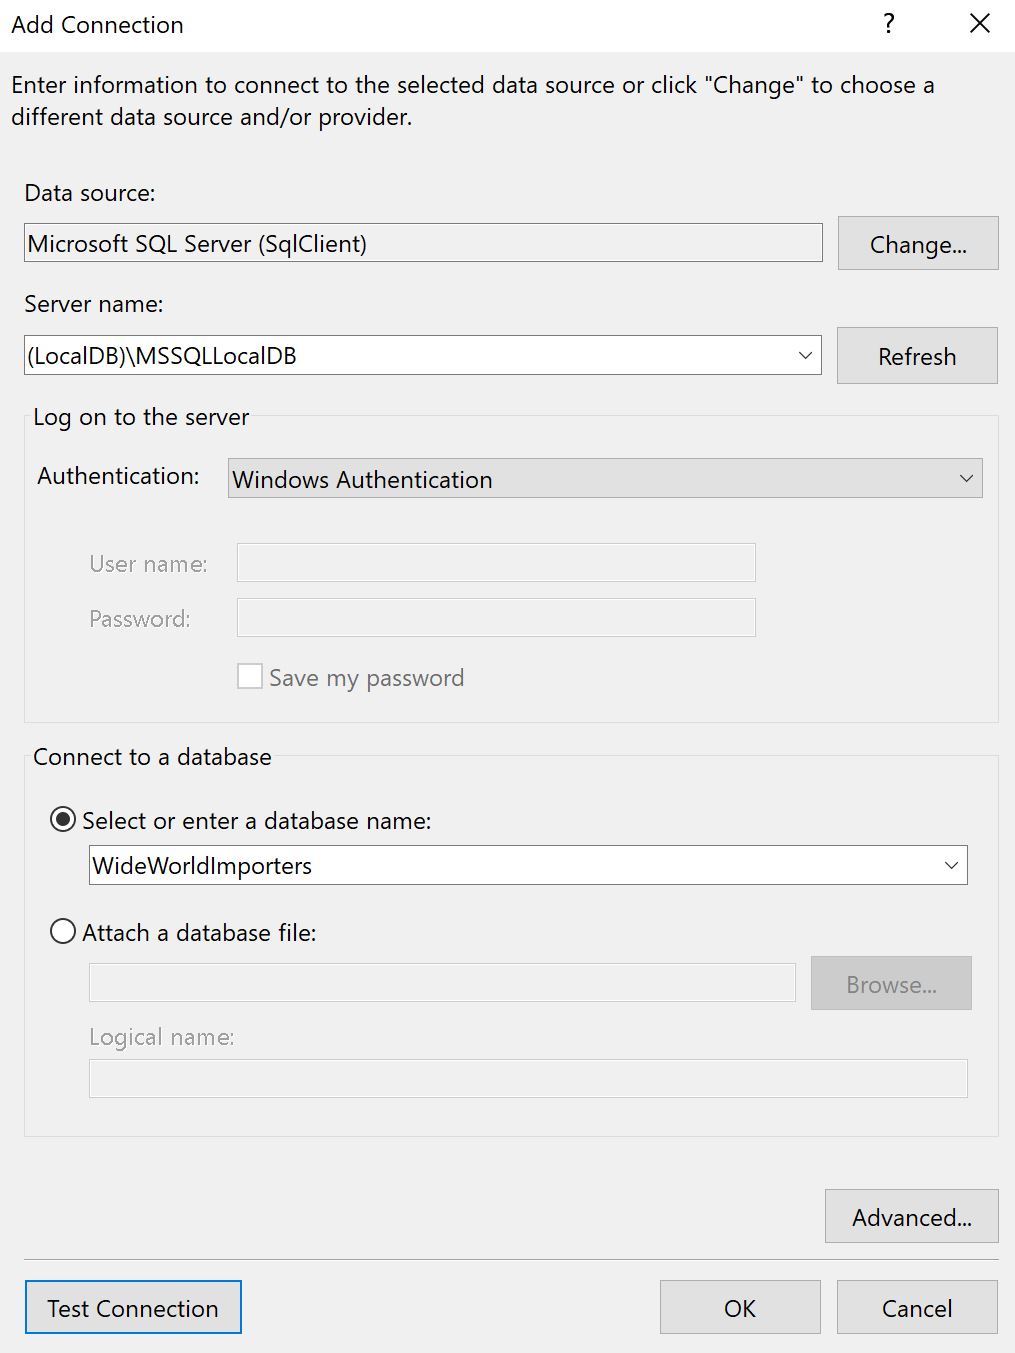 Add Connection
?
Enter information to connect to the selected data source or click "Change" to choose a
different data source and/or provider.
Data source:
Microsoft SQL Server (SqlClient)
Change...
Server name:
(LocalDB)\MSSQLLocalDB
Refresh
Log on to the server
Authentication:
Windows Authentication
User name:
Password:
Save my password
Connect to a database
Select or enter a database name:
WideWorldImporters
Attach a database file:
Browse...
Logical name:
Advanced...
Test Connection
OK
Cancel